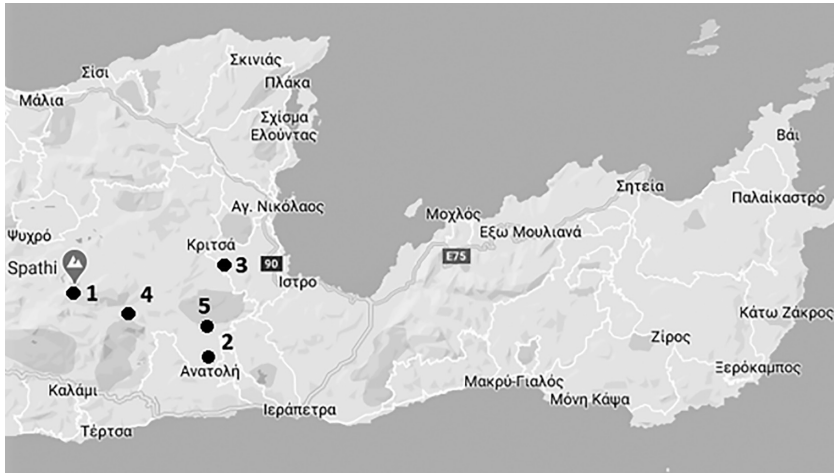 Σκινιάς
Σίσι
Πλάκα
Μάλια
Σχίσμα
Ελούντας
Βάι
Σητεία
Παλαίκαστρο
Αγ. Νικόλαος
Μοχλός
Ψυχρό
Εξω Μουλιανά
Κριτσά
E75
Spathi
3
90
Ιστρο
1
4
5
Κάτω Ζάκρος
2
Ζίρος
Ανατολή
Ξερόκαμπος
Μακρύ-Γιαλός
Καλάμι
Μόνη Κάψα
Ιεράπετρα
Τέρτσα